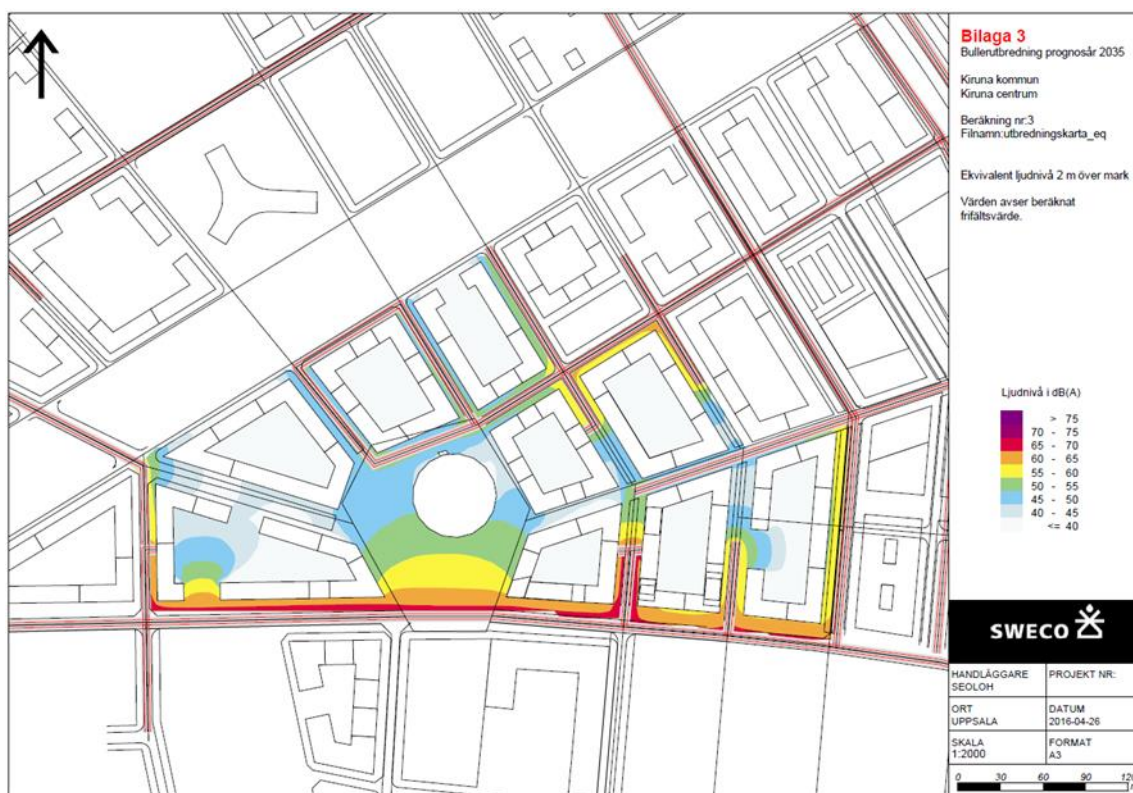 Bilaga 3
Bullerutbredning prognosår 2035
Kiruna kommun
Kiruna centrum
Beräkning nr:3
Filnamn:utbredningskarta_eq
Ekvivalent ljudnivå 2 m över mark
Värden avser beräknat
frifältsvärde.
Ljudnivå i dB(A)
> 75
70 - 75
65 - 70
60 - 65
55 - 60
50 - 55
45 - 50
40 - 45
<= 40
SWECO
HANDLÄGGARE
SEOLOH
PROJEKT NR:
ORT
UPPSALA
DATUM
2016-04-26
SKALA
1:2000
FORMAT
A3
0 30 60 90 120